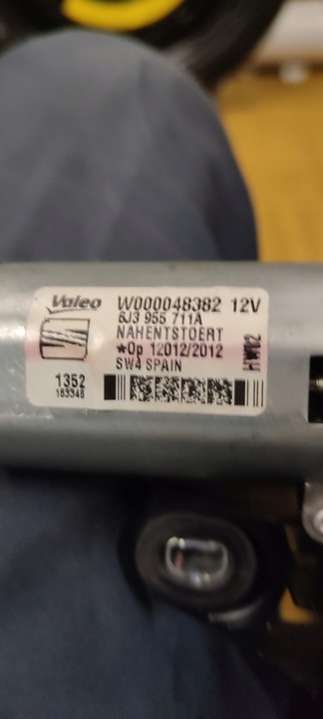 Valeo W000048382 12V
6J3 955 711A
NAHENTSTOERT
*Op 12012/2012
SW4 SPAIN
1352
183348